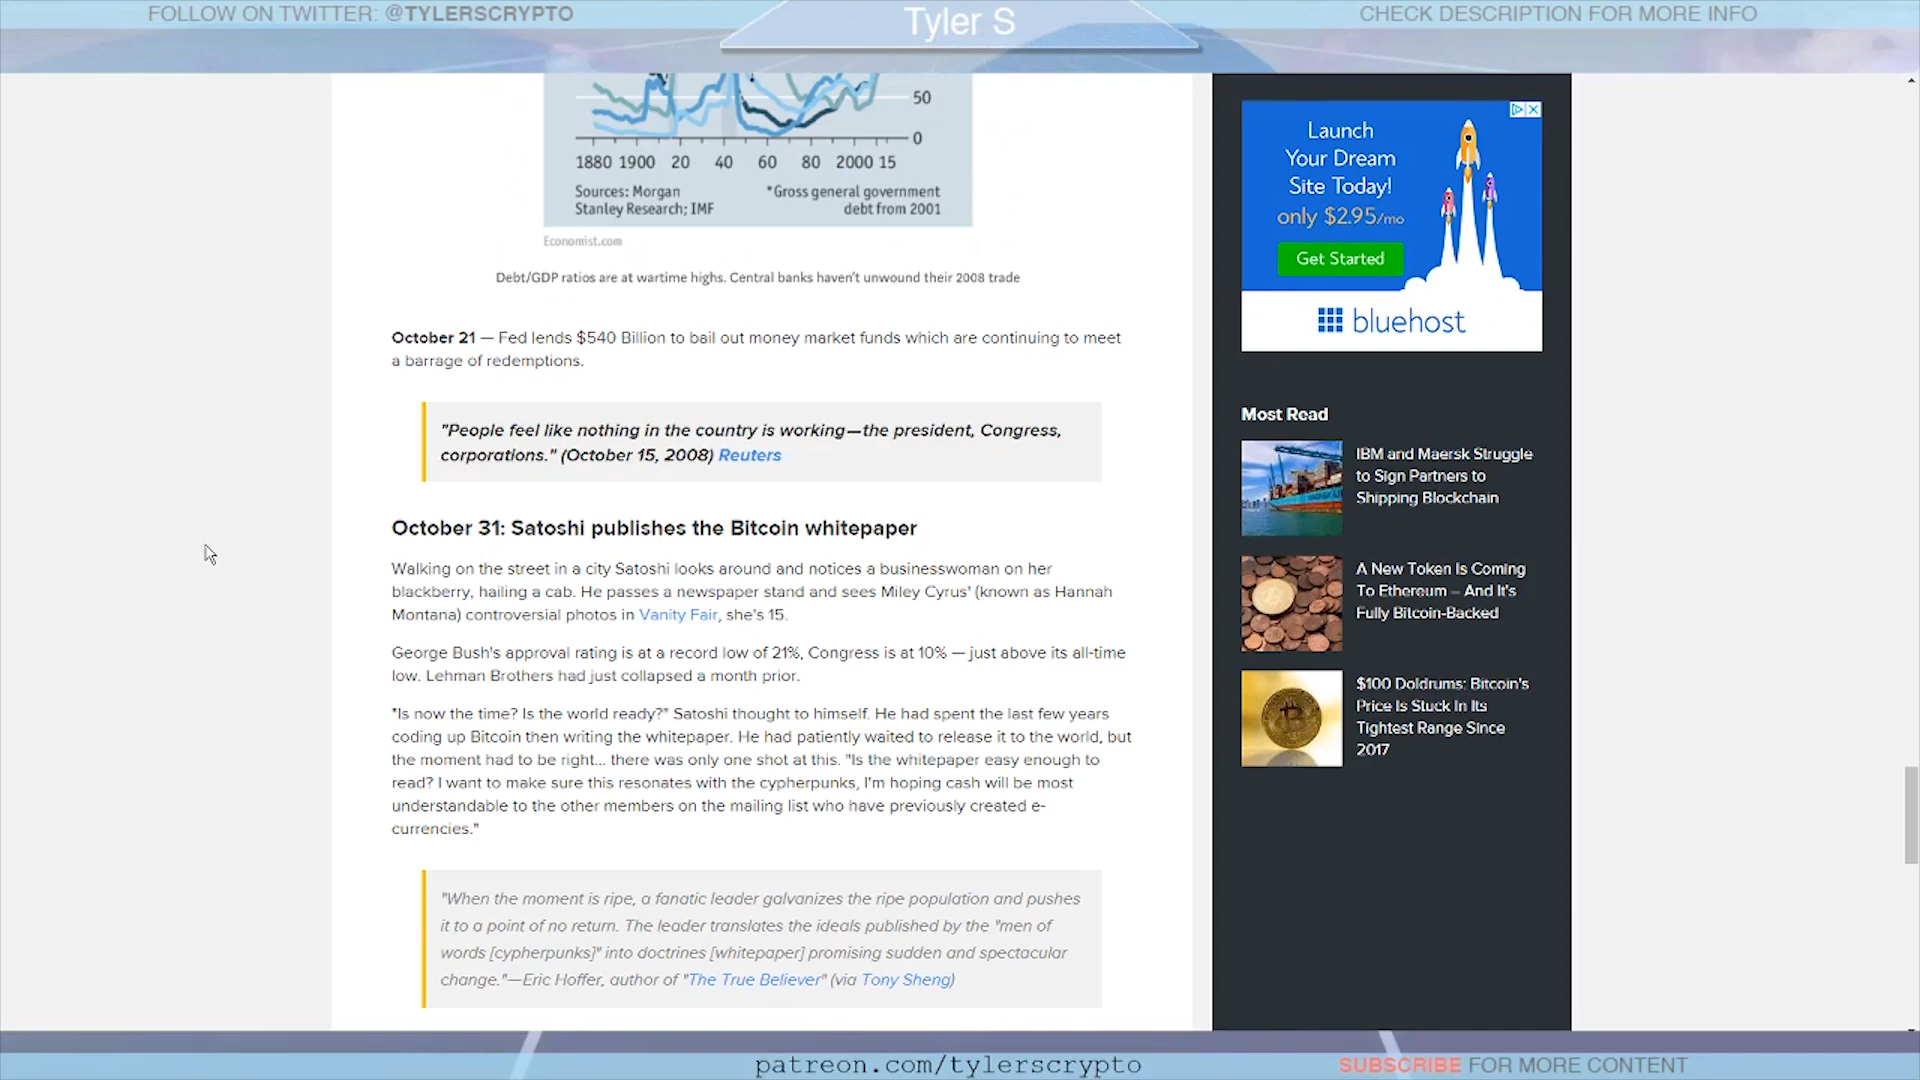 FOLLOW ON TWITTER: @TYLERSCRYPTO
Tyler S
CHECK DESCRIPTION FOR MORE INFO
50
0
1880 1900 20 40 60 80 2000 15
Sources: Morgan
Stanley Research; IMF
*Gross general government
debt from 2001
Economist.com
Debt/GDP ratios are at wartime highs. Central banks haven't unwound their 2008 trade
October 21 — Fed lends $540 Billion to bail out money market funds which are continuing to meet
a barrage of redemptions.
"People feel like nothing in the country is working—the president, Congress,
corporations." (October 15, 2008) Reuters
October 31: Satoshi publishes the Bitcoin whitepaper
Walking on the street in a city Satoshi looks around and notices a businesswoman on her
blackberry, hailing a cab. He passes a newspaper stand and sees Miley Cyrus' (known as Hannah
Montana) controversial photos in Vanity Fair, she's 15.
George Bush's approval rating is at a record low of 21%, Congress is at 10% — just above its all-time
low. Lehman Brothers had just collapsed a month prior.
"Is now the time? Is the world ready?" Satoshi thought to himself. He had spent the last few years
coding up Bitcoin then writing the whitepaper. He had patiently waited to release it to the world, but
the moment had to be right... there was only one shot at this. "Is the whitepaper easy enough to
read? I want to make sure this resonates with the cypherpunks, I'm hoping cash will be most
understandable to the other members on the mailing list who have previously created e-
currencies."
"When the moment is ripe, a fanatic leader galvanizes the ripe population and pushes
it to a point of no return. The leader translates the ideals published by the "men of
words [cypherpunks]" into doctrines [whitepaper] promising sudden and spectacular
change."—Eric Hoffer, author of "The True Believer" (via Tony Sheng)
Launch
Your Dream
Site Today!
only $2.95/mo
Get Started
bluehost
Most Read
IBM and Maersk Struggle
to Sign Partners to
Shipping Blockchain
A New Token Is Coming
To Ethereum – And It's
Fully Bitcoin-Backed
$100 Doldrums: Bitcoin's
Price Is Stuck In Its
Tightest Range Since
2017
patreon.com/tylerscrypto
SUBSCRIBE FOR MORE CONTENT